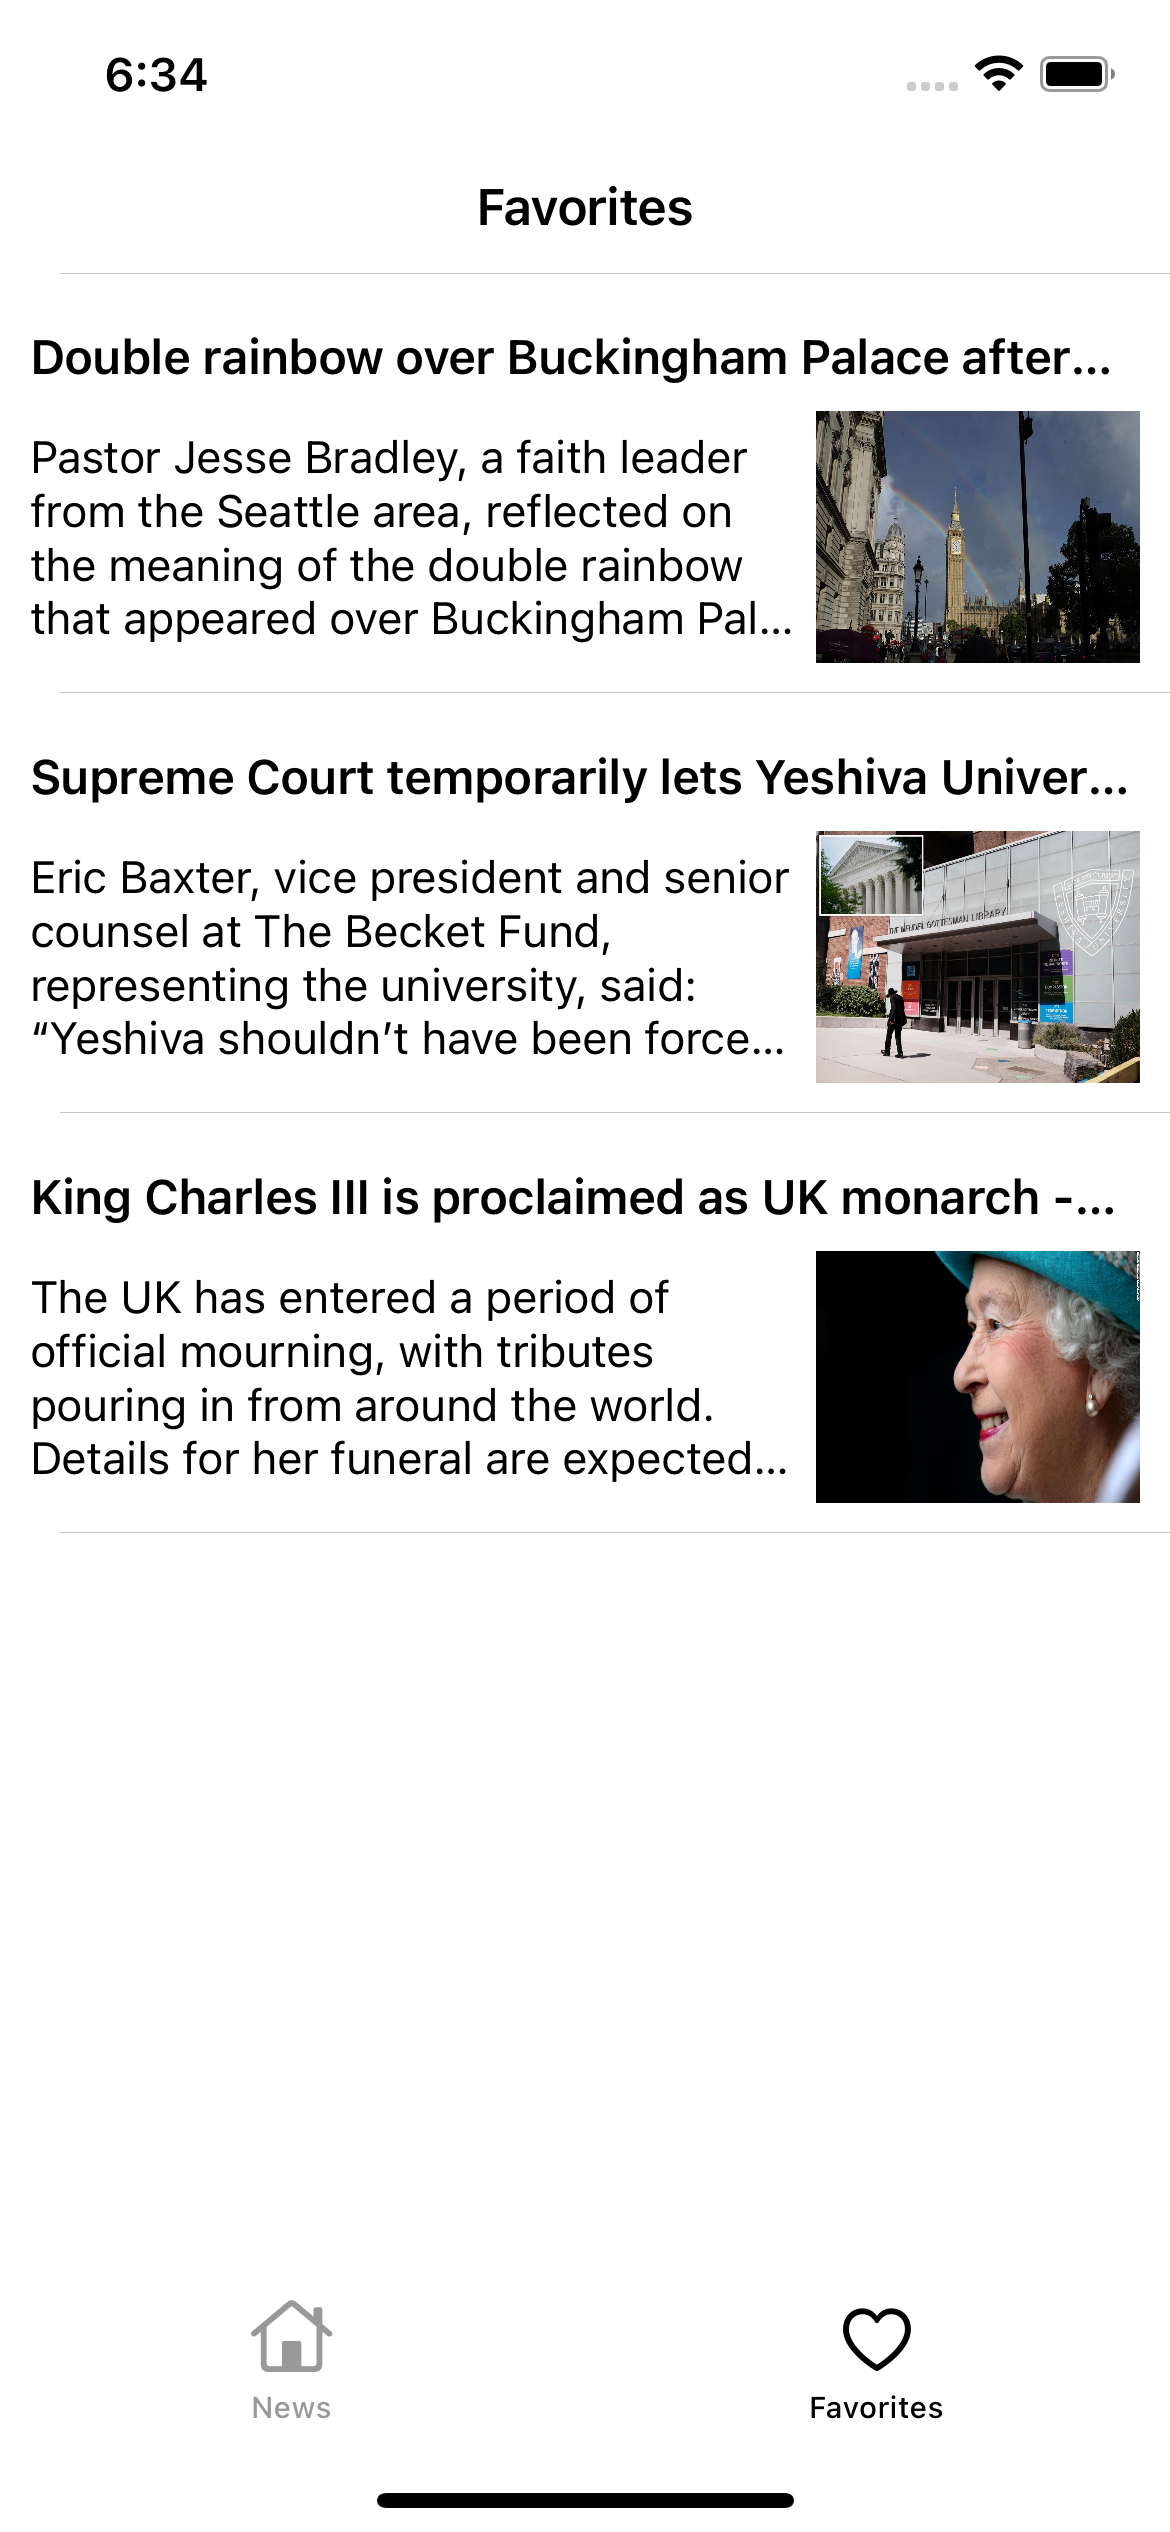 6:34
Favorites
Double rainbow over Buckingham Palace after...
Pastor Jesse Bradley, a faith leader
from the Seattle area, reflected on
the meaning of the double rainbow
that appeared over Buckingham Pal...
Supreme Court temporarily lets Yeshiva Univer...
Eric Baxter, vice president and senior
counsel at The Becket Fund,
representing the university, said:
“Yeshiva shouldn’t have been force...
THE MENDEL GOTTESMAN LIBRARY
King Charles III is proclaimed as UK monarch -...
The UK has entered a period of
official mourning, with tributes
pouring in from around the world.
Details for her funeral are expected...
News
Favorites